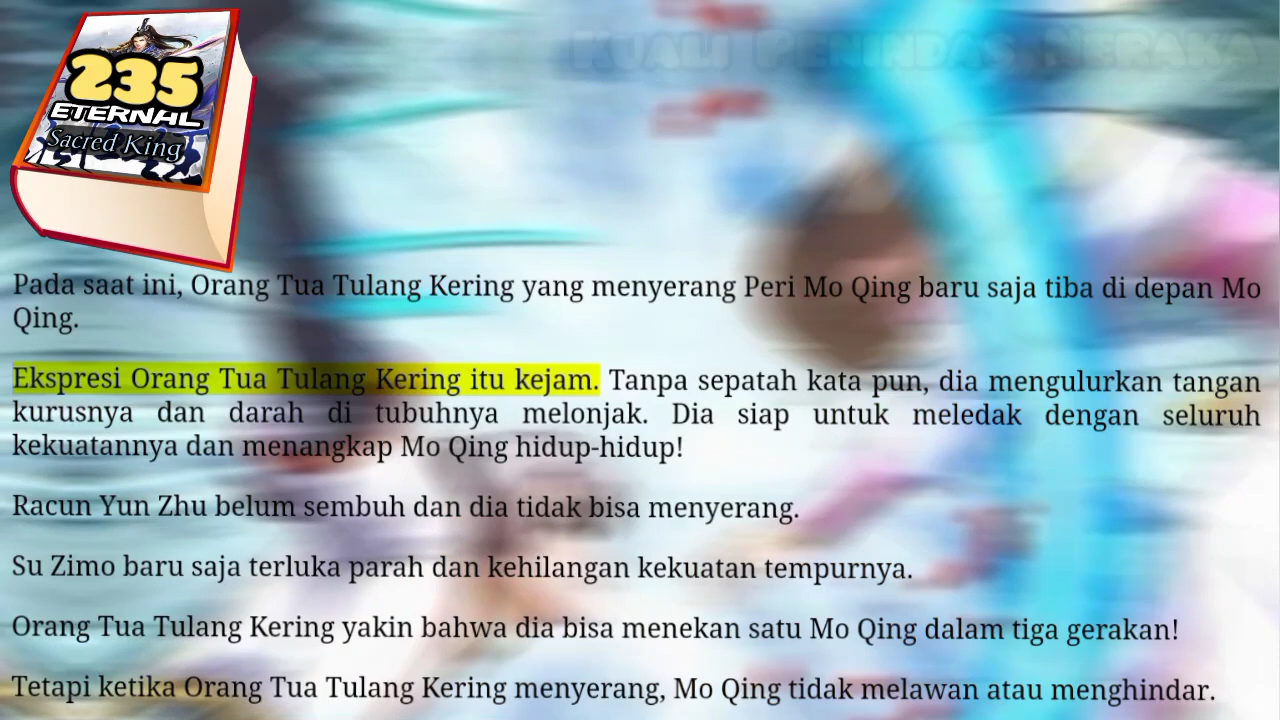 KUALI PENINDAS NERAKA
235
ETERNAL
Sacred King
Pada saat ini, Orang Tua Tulang Kering yang menyerang Peri Mo Qing baru saja tiba di depan Mo
Qing.
Ekspresi Orang Tua Tulang Kering itu kejam. Tanpa sepatah kata pun, dia mengulurkan tangan
kurusnya dan darah di tubuhnya melonjak. Dia siap untuk meledak dengan seluruh
kekuatannya dan menangkap Mo Qing hidup-hidup!
Racun Yun Zhu belum sembuh dan dia tidak bisa menyerang.
Su Zimo baru saja terluka parah dan kehilangan kekuatan tempurnya.
Orang Tua Tulang Kering yakin bahwa dia bisa menekan satu Mo Qing dalam tiga gerakan!
Tetapi ketika Orang Tua Tulang Kering menyerang, Mo Qing tidak melawan atau menghindar.